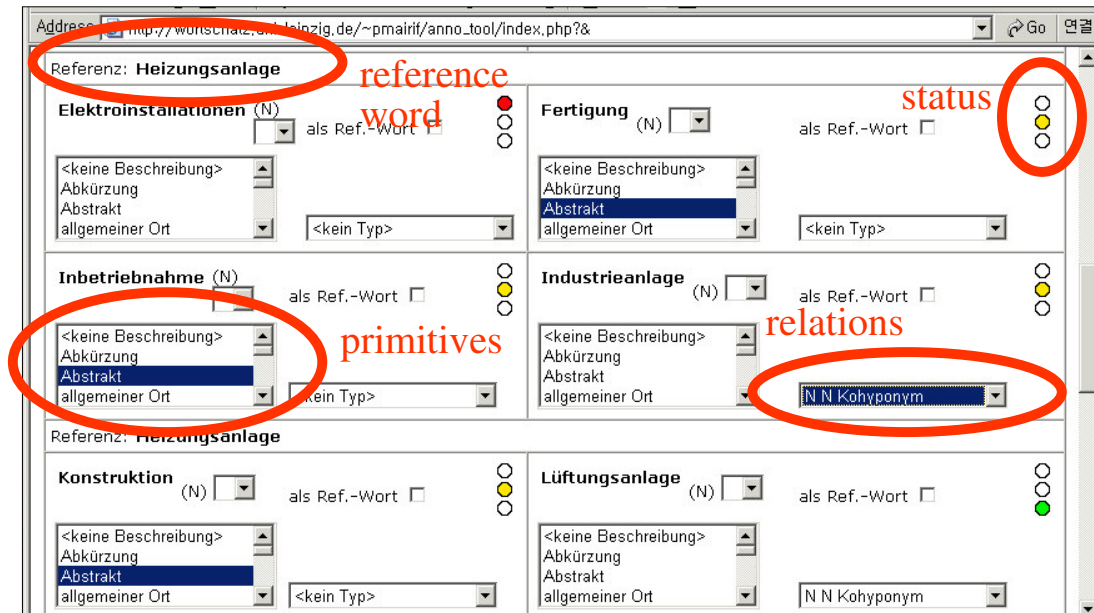 Address http://wortschatz.uni-leipzig.de/~pmairif/anno_tool/index.php?& Go 연결
Referenz: Heizungsanlage
reference
word
status
Elektroinstallationen (N)
als Ref.-Wort
<keine Beschreibung>
Abkürzung
Abstrakt
allgemeiner Ort
<kein Typ>
Fertigung (N)
als Ref.-Wort
<keine Beschreibung>
Abkürzung
Abstrakt
allgemeiner Ort
<kein Typ>
Inbetriebnahme (N)
als Ref.-Wort
<keine Beschreibung>
Abkürzung
Abstrakt
allgemeiner Ort
<kein Typ>
primitives
Industrieanlage (N)
als Ref.-Wort
relations
<keine Beschreibung>
Abkürzung
Abstrakt
allgemeiner Ort
N N Kohyponym
Referenz: Heizungsanlage
Konstruktion (N)
als Ref.-Wort
<keine Beschreibung>
Abkürzung
Abstrakt
allgemeiner Ort
<kein Typ>
Lüftungsanlage (N)
als Ref.-Wort
<keine Beschreibung>
Abkürzung
Abstrakt
allgemeiner Ort
N N Kohyponym